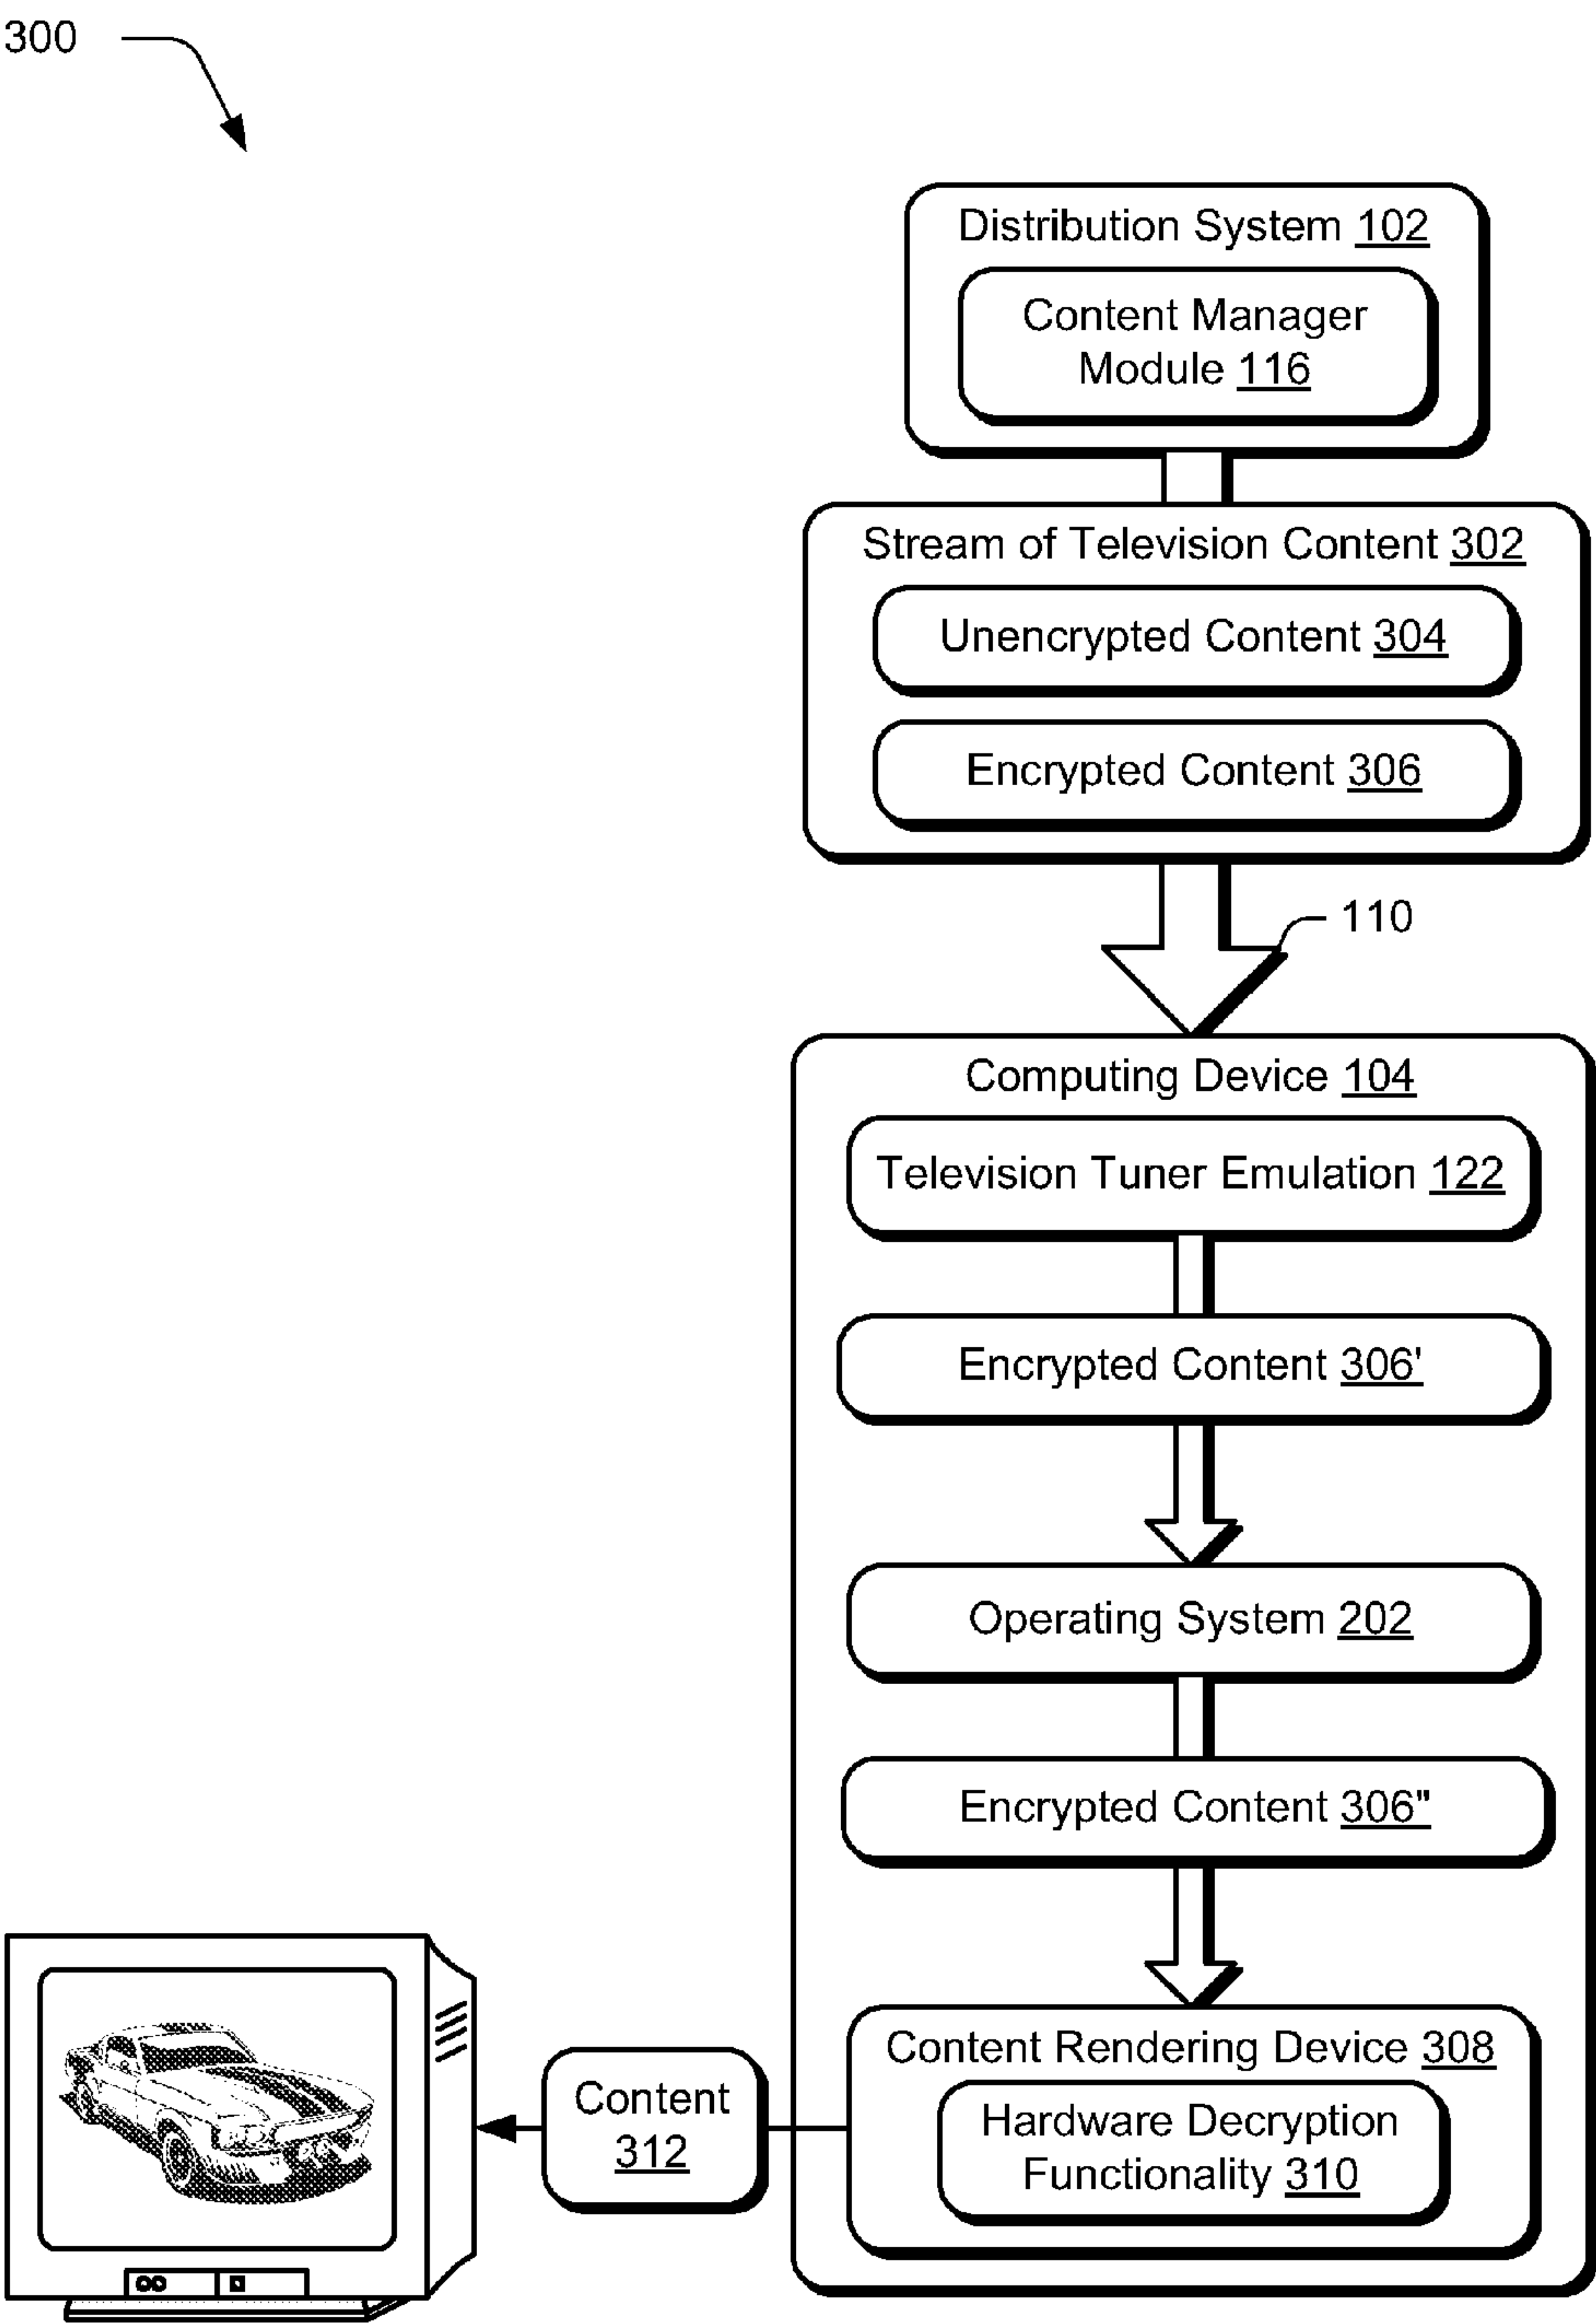 300
Distribution System 102
Content Manager
Module 116
Stream of Television Content 302
Unencrypted Content 304
Encrypted Content 306
110
Computing Device 104
Television Tuner Emulation 122
Encrypted Content 306'
Operating System 202
Encrypted Content 306"
Content Rendering Device 308
Hardware Decryption
Functionality 310
Content
312